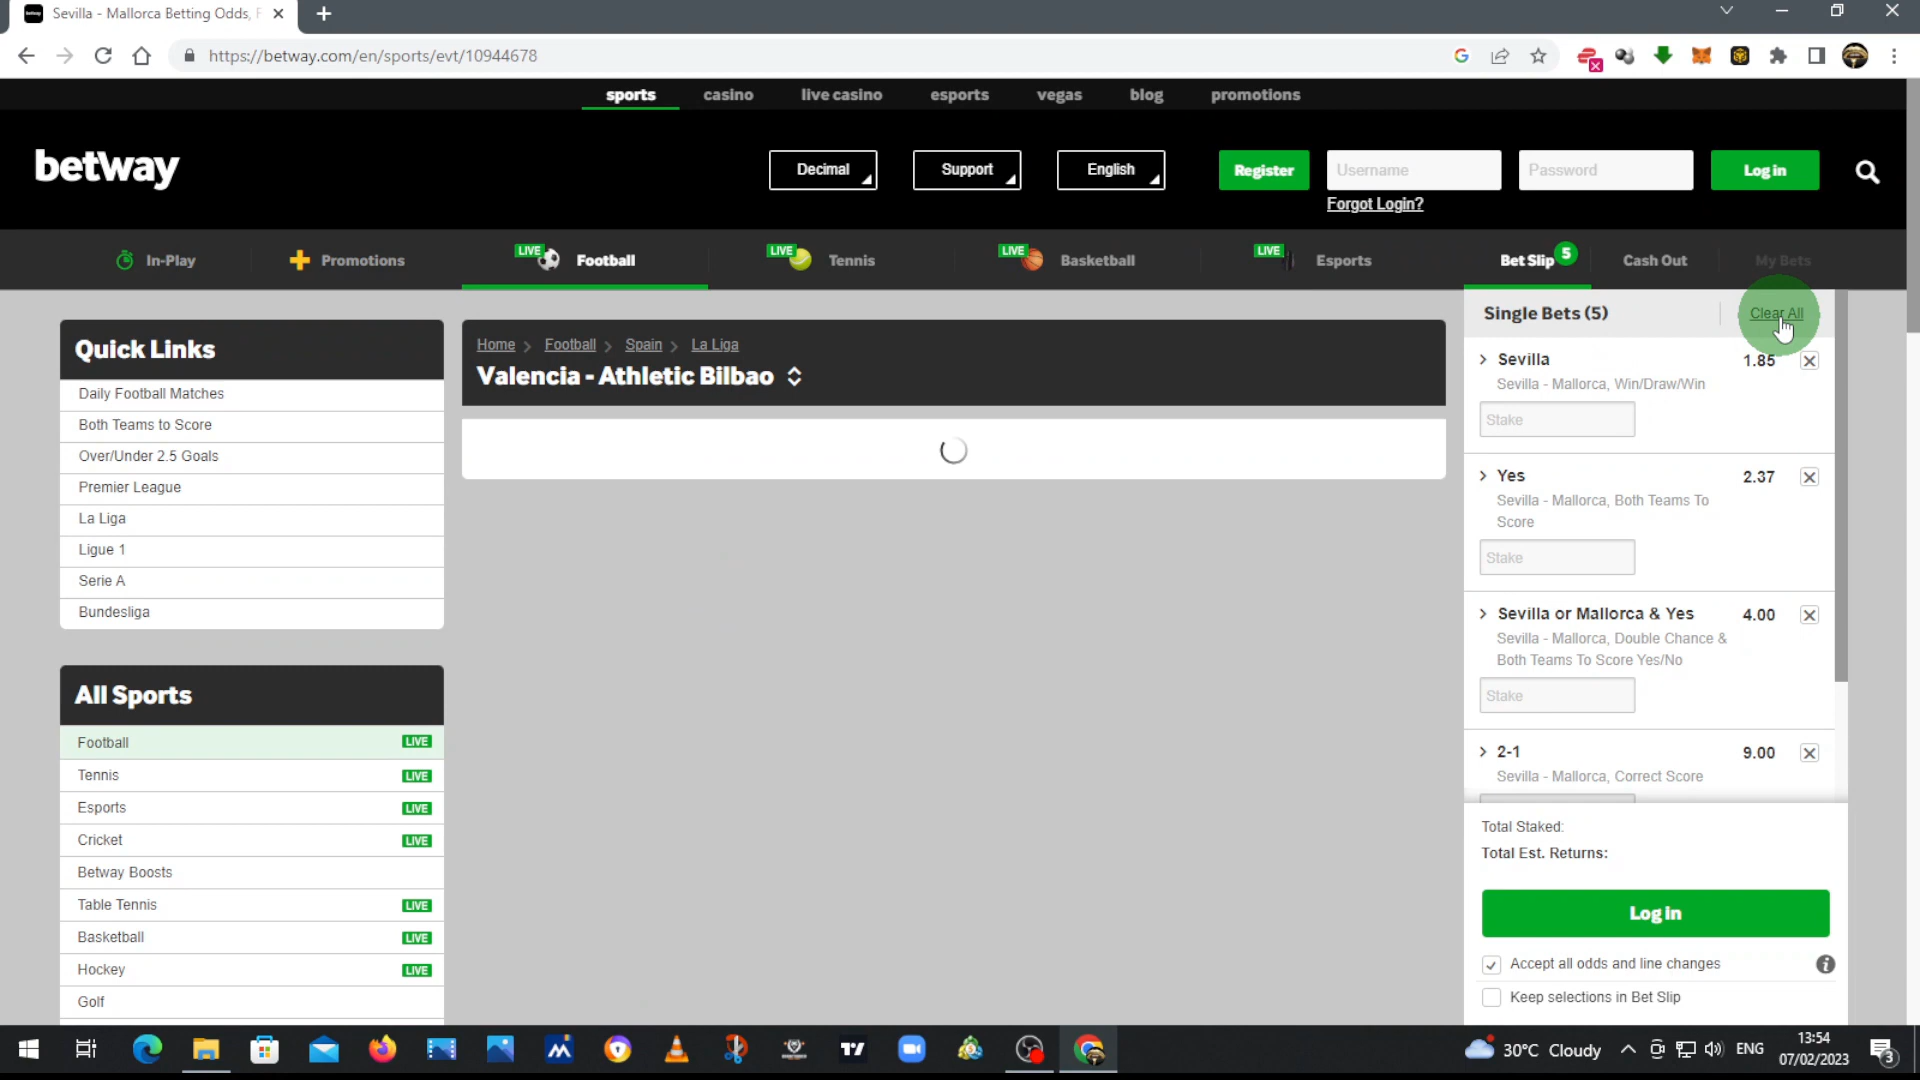 Sevilla - Mallorca Betting Odds, F
https://betway.com/en/sports/evt/10944678
sports casino live casino esports vegas blog promotions
betway
Decimal Support English Register Username Password Log in
Forgot Login?
In-Play Promotions LIVE Football LIVE Tennis LIVE Basketball LIVE Esports Bet Slip 5 Cash Out My Bets
Quick Links
Daily Football Matches
Both Teams to Score
Over/Under 2.5 Goals
Premier League
La Liga
Ligue 1
Serie A
Bundesliga
All Sports
Football LIVE
Tennis LIVE
Esports LIVE
Cricket LIVE
Betway Boosts
Table Tennis LIVE
Basketball LIVE
Hockey LIVE
Golf
Home > Football > Spain > La Liga
Valencia - Athletic Bilbao
Single Bets (5) Clear All
Sevilla 1.85
Sevilla - Mallorca, Win/Draw/Win
Stake
Yes 2.37
Sevilla - Mallorca, Both Teams To
Score
Stake
Sevilla or Mallorca & Yes 4.00
Sevilla - Mallorca, Double Chance &
Both Teams To Score Yes/No
Stake
2-1 9.00
Sevilla - Mallorca, Correct Score
Total Staked:
Total Est. Returns:
Log in
Accept all odds and line changes
Keep selections in Bet Slip
30°C Cloudy ENG 13:54
07/02/2023 3